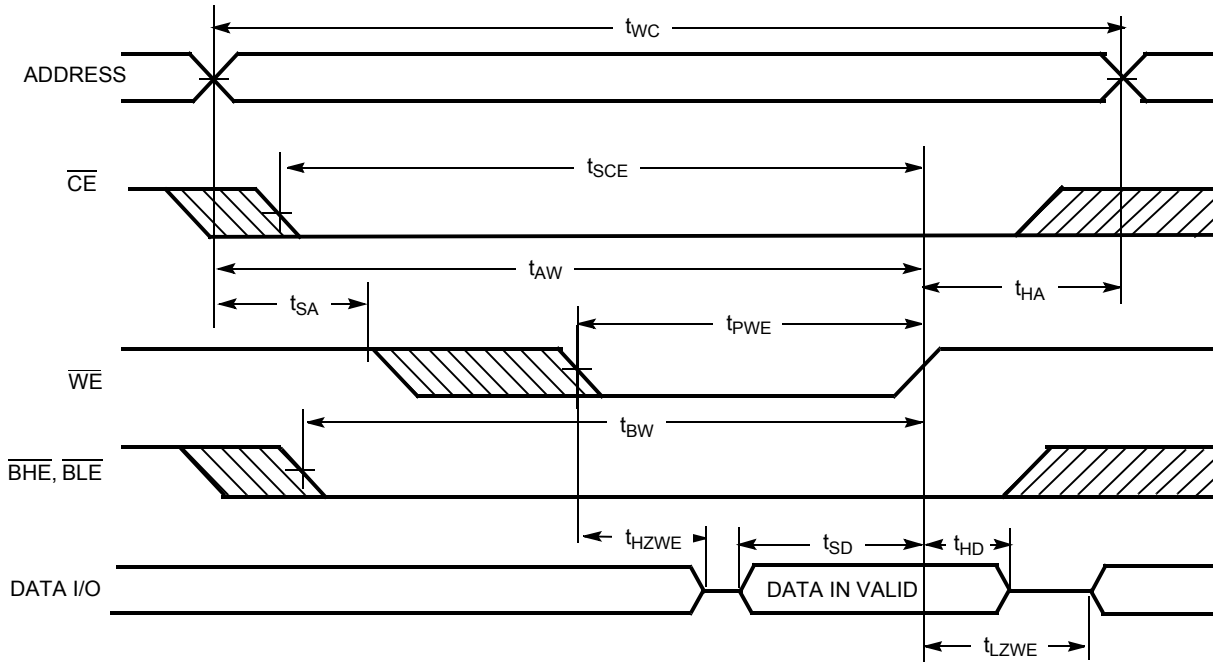 tWC
ADDRESS
CE
tSCE
tAW
tSA
tHA
tPWE
WE
tBW
BHE, BLE
tHZWE
tSD
tHD
DATA I/O
DATA IN VALID
tLZWE